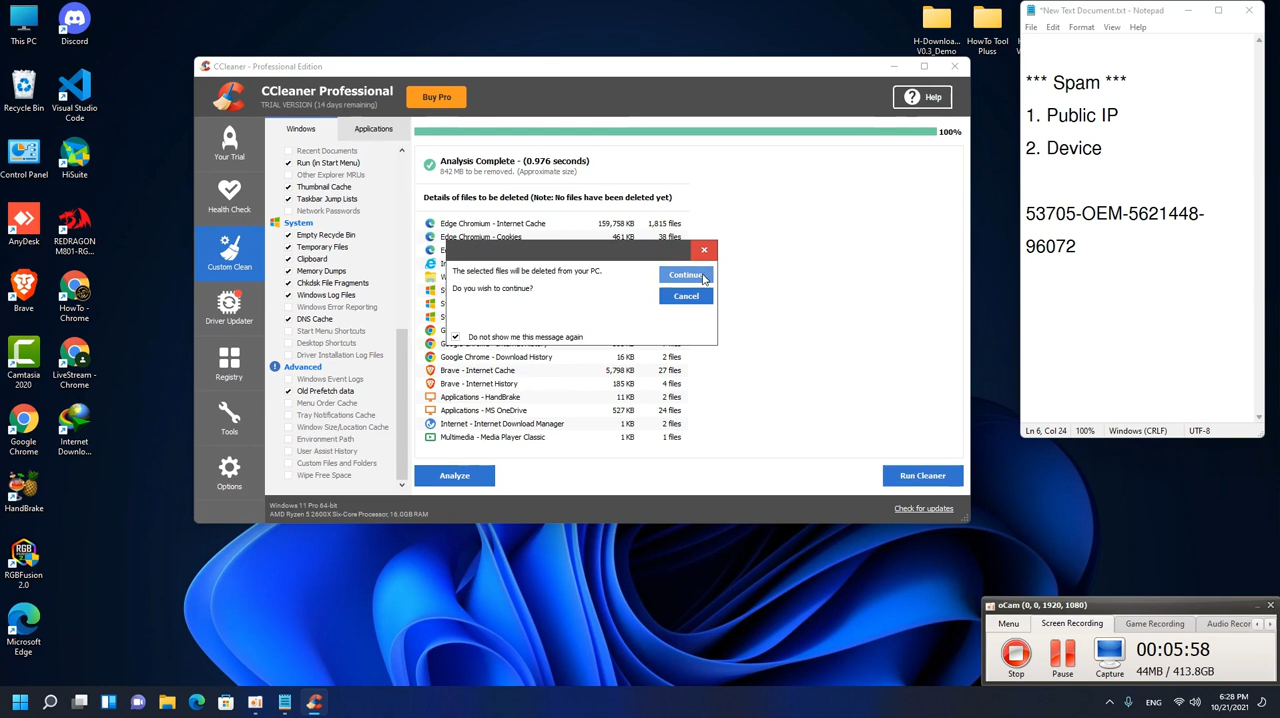 This PC
Discord
Recycle Bin
Visual Studio
Code
Control Panel
HiSuite
AnyDesk
REDRAGON
M801-RG...
Brave
HowTo -
Chrome
Camtasia
2020
LiveStream -
Chrome
Google
Chrome
Internet
Downlo...
HandBrake
RGBFusion
2.0
Microsoft
Edge
H-Downloa...
V0.3_Demo
HowTo Tool
Pluss
CCleaner - Professional Edition
CCleaner Professional
TRIAL VERSION (14 days remaining)
Buy Pro
Help
Your Trial
Health Check
Custom Clean
Driver Updater
Registry
Tools
Options
Windows
Applications
Recent Documents
Run (in Start Menu)
Other Explorer MRUs
Thumbnail Cache
Taskbar Jump Lists
Network Passwords
System
Empty Recycle Bin
Temporary Files
Clipboard
Memory Dumps
Chkdsk File Fragments
Windows Log Files
Windows Error Reporting
DNS Cache
Start Menu Shortcuts
Desktop Shortcuts
Driver Installation Log Files
Advanced
Windows Event Logs
Old Prefetch data
Menu Order Cache
Tray Notifications Cache
Window Size/Location Cache
Environment Path
User Assist History
Custom Files and Folders
Wipe Free Space
100%
Analysis Complete - (0.976 seconds)
842 MB to be removed. (Approximate size)
Details of files to be deleted (Note: No files have been deleted yet)
Edge Chromium - Internet Cache 159,758 KB 1,815 files
Edge Chromium - Cookies 461 KB 38 files
The selected files will be deleted from your PC.
Do you wish to continue?
Continue
Cancel
Do not show me this message again
Google Chrome - Download History 16 KB 2 files
Brave - Internet Cache 5,798 KB 27 files
Brave - Internet History 185 KB 4 files
Applications - HandBrake 11 KB 2 files
Applications - MS OneDrive 527 KB 24 files
Internet - Internet Download Manager 1 KB 2 files
Multimedia - Media Player Classic 1 KB 1 files
Analyze
Run Cleaner
Windows 11 Pro 64-bit
AMD Ryzen 5 2600X Six-Core Processor, 16.0GB RAM
Check for updates
*New Text Document.txt - Notepad
File Edit Format View Help
*** Spam ***
1. Public IP
2. Device
53705-OEM-5621448-
96072
Ln 6, Col 24 100% Windows (CRLF) UTF-8
oCam (0, 0, 1920, 1080)
Menu Screen Recording Game Recording Audio Recor
Stop
Pause
Capture
00:05:58
44MB / 413.8GB
ENG
6:28 PM
10/21/2021